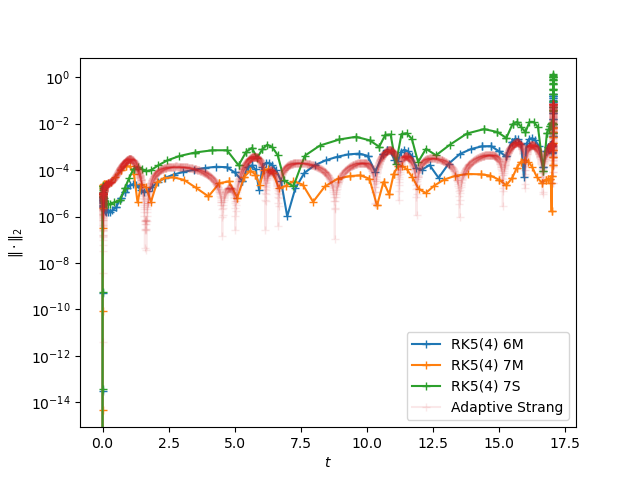 10⁰
10⁻²
10⁻⁴
10⁻⁶
10⁻⁸
10⁻¹⁰
10⁻¹²
10⁻¹⁴
‖ · ‖₂
RK5(4) 6M
RK5(4) 7M
RK5(4) 7S
Adaptive Strang
0.0 2.5 5.0 7.5 10.0 12.5 15.0 17.5
t